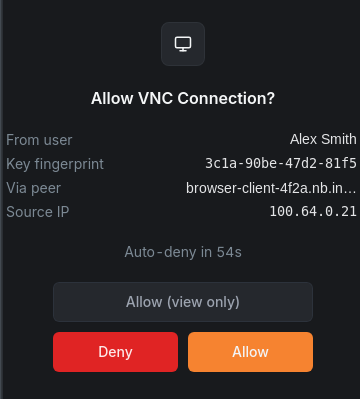 Allow VNC Connection?
From user Alex Smith
Key fingerprint 3c1a-90be-47d2-81f5
Via peer browser-client-4f2a.nb.in…
Source IP 100.64.0.21
Auto-deny in 54s
Allow (view only)
Deny Allow